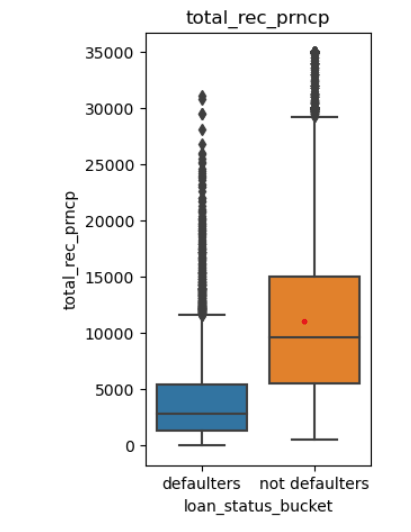 total_rec_prncp
35000
30000
25000
20000
15000
10000
5000
0
total_rec_prncp
defaulters not defaulters
loan_status_bucket